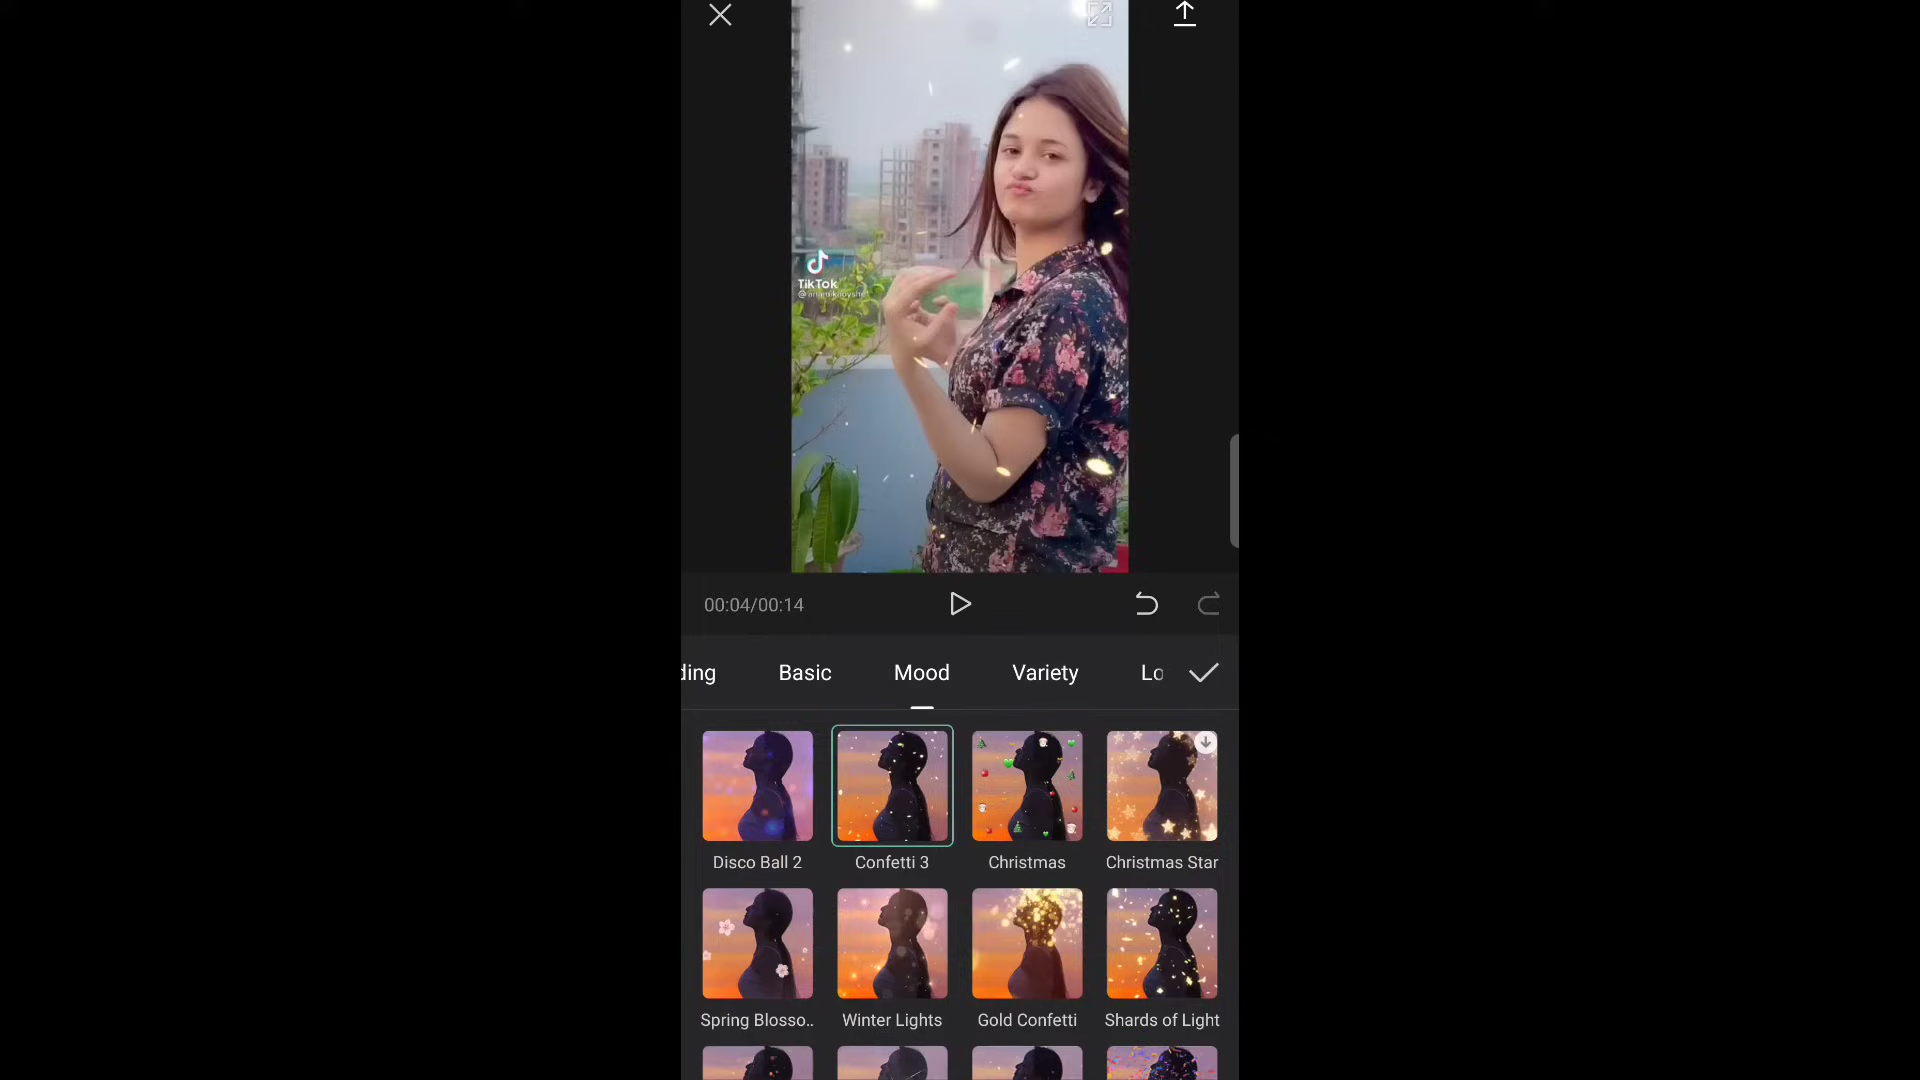 TikTok
00:04/00:14
ding Basic Mood Variety Lo
Disco Ball 2 Confetti 3 Christmas Christmas Star
Spring Blosso.. Winter Lights Gold Confetti Shards of Light